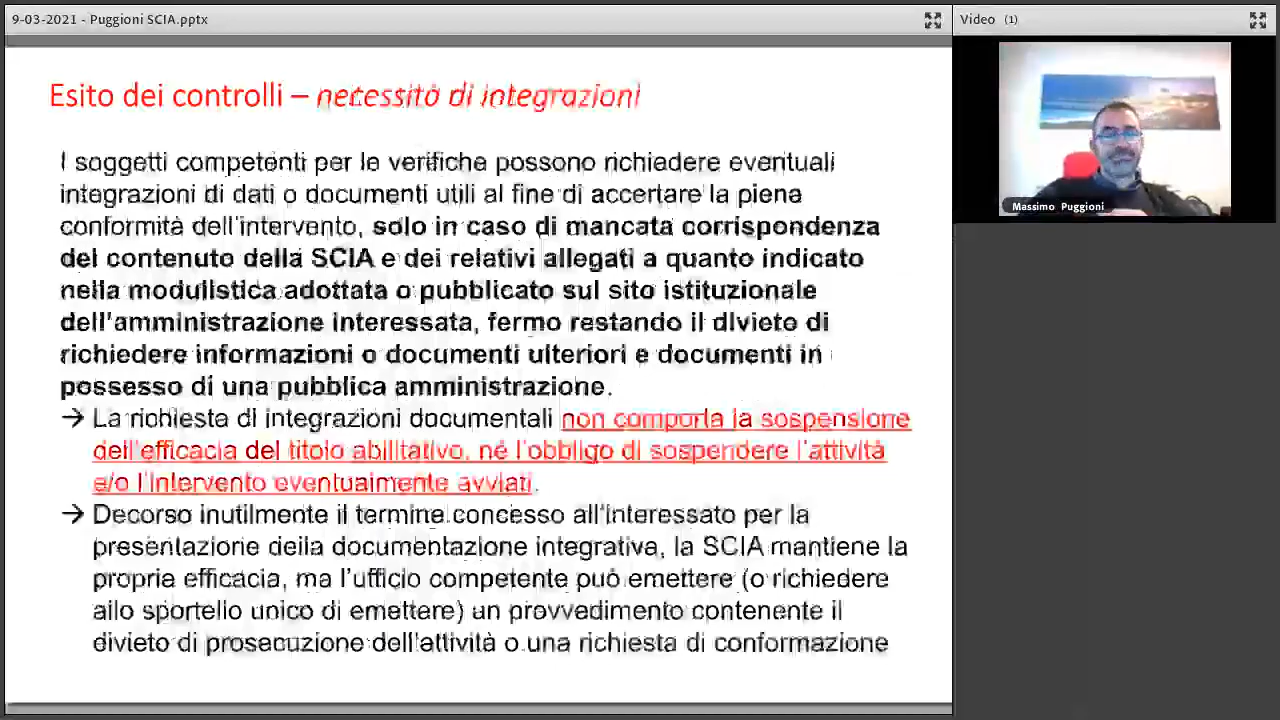 9-03-2021 - Puggioni SCIA.pptx
Video (1)
Massimo Puggioni
Esito dei controlli – necessità di integrazioni
I soggetti competenti per le verifiche possono richiedere eventuali
integrazioni di dati o documenti utili al fine di accertare la piena
conformità dell'intervento, solo in caso di mancata corrispondenza
del contenuto della SCIA e dei relativi allegati a quanto indicato
nella modulistica adottata o pubblicato sul sito istituzionale
dell'amministrazione interessata, fermo restando il divieto di
richiedere informazioni o documenti ulteriori e documenti in
possesso di una pubblica amministrazione.
→ La richiesta di integrazioni documentali non comporta la sospensione
dell'efficacia del titolo abilitativo, né l'obbligo di sospendere l'attività
e/o l'intervento eventualmente avviati.
→ Decorso inutilmente il termine concesso all'interessato per la
presentazione della documentazione integrativa, la SCIA mantiene la
propria efficacia, ma l'ufficio competente può emettere (o richiedere
allo sportello unico di emettere) un provvedimento contenente il
divieto di prosecuzione dell'attività o una richiesta di conformazione